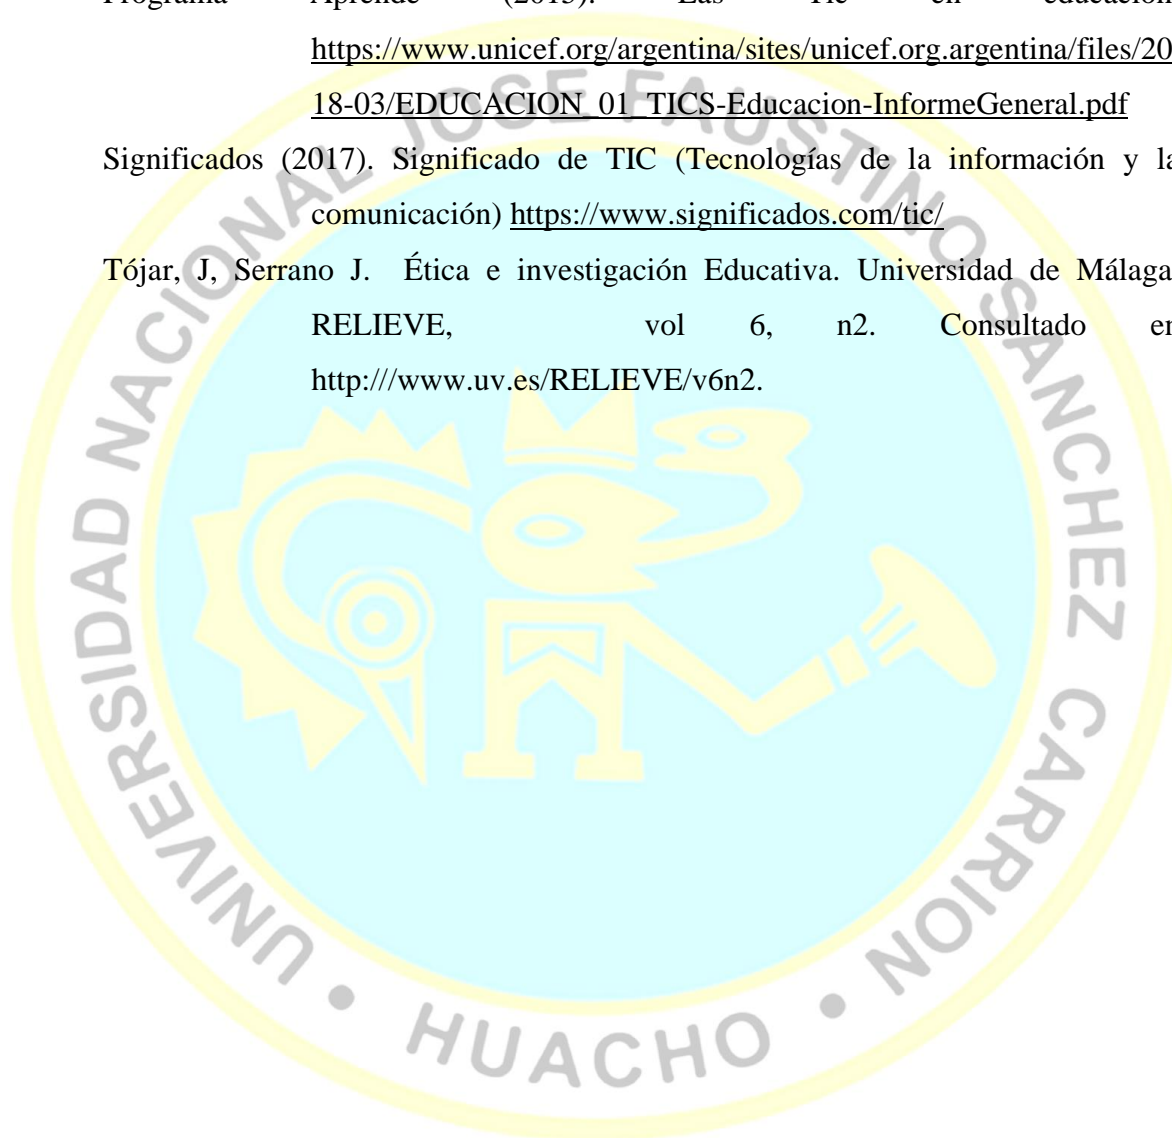 Programa Aprende (2015). Las Tic en educación
https://www.unicef.org/argentina/sites/unicef.org.argentina/files/20
18-03/EDUCACION_01_TICS-Educacion-InformeGeneral.pdf
Significados (2017). Significado de TIC (Tecnologías de la información y la
comunicación) https://www.significados.com/tic/
Tójar, J, Serrano J. Ética e investigación Educativa. Universidad de Málaga
RELIEVE, vol 6, n2. Consultado en
http:///www.uv.es/RELIEVE/v6n2.
UNIVERSIDAD NACIONAL JOSE FAUSTINO SANCHEZ CARRION
• HUACHO •